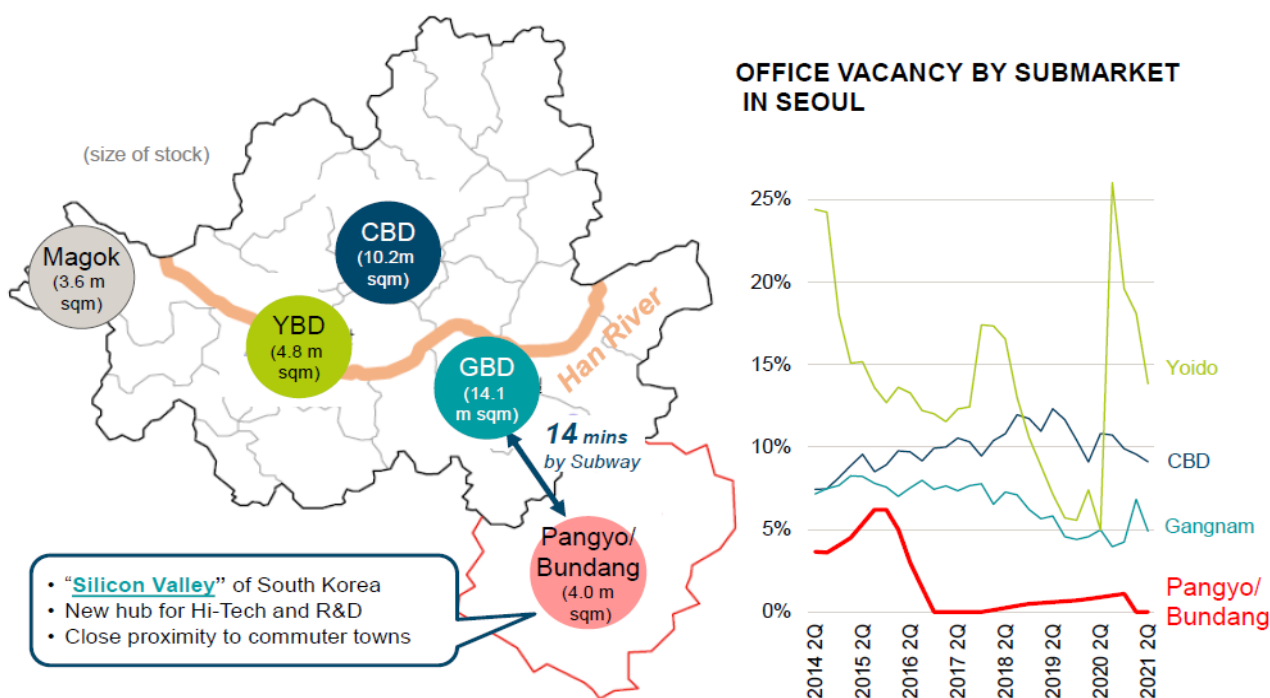 (size of stock)
Magok
(3.6 m
sqm)
CBD
(10.2m
sqm)
YBD
(4.8 m
sqm)
GBD
(14.1
m sqm)
Han River
14 mins
by Subway
Pangyo/
Bundang
(4.0 m
sqm)
• “Silicon Valley” of South Korea
• New hub for Hi-Tech and R&D
• Close proximity to commuter towns
OFFICE VACANCY BY SUBMARKET
IN SEOUL
25%
20%
15%
10%
5%
0%
Yoido
CBD
Gangnam
Pangyo/
Bundang
2014 2Q
2015 2Q
2016 2Q
2017 2Q
2018 2Q
2019 2Q
2020 2Q
2021 2Q